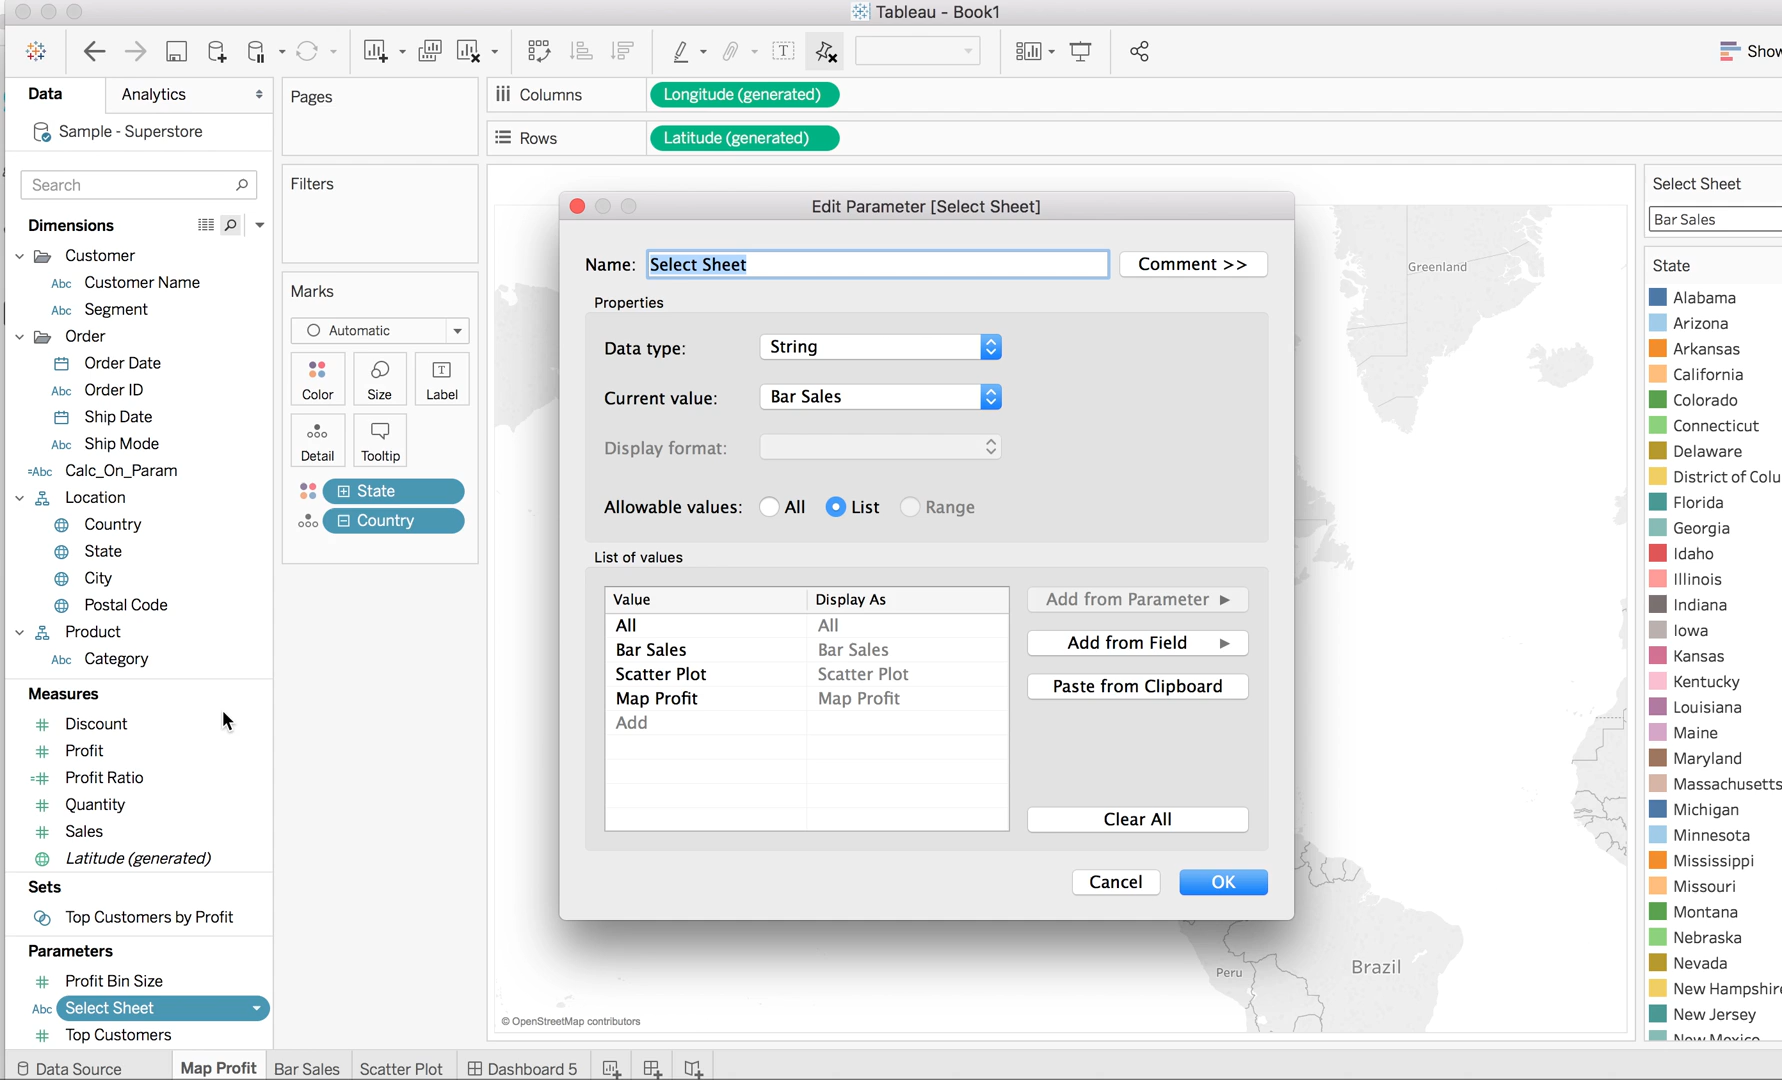 Tableau - Book1
Show
Data
Analytics
Sample - Superstore
Search
Dimensions
Customer
Abc Customer Name
Abc Segment
Order
Order Date
Abc Order ID
Ship Date
Abc Ship Mode
=Abc Calc_On_Param
Location
Country
State
City
Postal Code
Product
Abc Category
Measures
# Discount
# Profit
=# Profit Ratio
# Quantity
# Sales
Latitude (generated)
Sets
Top Customers by Profit
Parameters
# Profit Bin Size
Abc Select Sheet
# Top Customers
Pages
Filters
Marks
Automatic
Color
Size
Label
Detail
Tooltip
State
Country
Columns
Longitude (generated)
Rows
Latitude (generated)
Edit Parameter [Select Sheet]
Name: Select Sheet
Comment >>
Properties
Data type: String
Current value: Bar Sales
Display format:
Allowable values: All List Range
List of values
Value Display As
All All
Bar Sales Bar Sales
Scatter Plot Scatter Plot
Map Profit Map Profit
Add
Add from Parameter
Add from Field
Paste from Clipboard
Clear All
Cancel
OK
Greenland
Peru
Brazil
© OpenStreetMap contributors
Select Sheet
Bar Sales
State
Alabama
Arizona
Arkansas
California
Colorado
Connecticut
Delaware
District of Colu
Florida
Georgia
Idaho
Illinois
Indiana
Iowa
Kansas
Kentucky
Louisiana
Maine
Maryland
Massachusetts
Michigan
Minnesota
Mississippi
Missouri
Montana
Nebraska
Nevada
New Hampshire
New Jersey
New Mexico
Data Source
Map Profit
Bar Sales
Scatter Plot
Dashboard 5